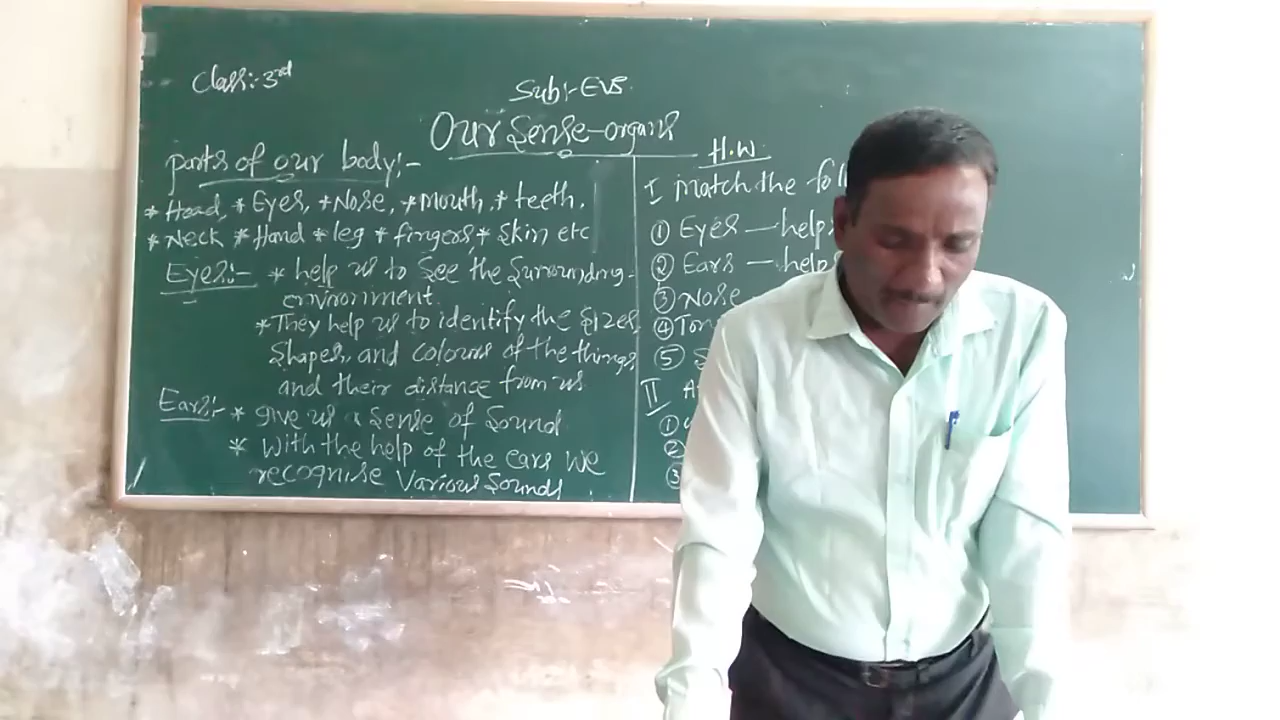 Class:- 3rd
Sub:- EVS.
Our Sense-organs
parts of our body:-
* Head, * Eyes, * Nose, * Mouth, * teeth,
* Neck * Hand * leg * fingers, * Skin etc
Eyes:- * help us to see the surrounding
environment.
* They help us to identify the sizes,
shapes, and colours of the things,
and their distance from us.
Ears:- * give us a sense of sound
* With the help of the ears we
recognise various sounds
H.W
I match the
① Eyes — help
② Ears — help
③ Nose
④
⑤
II
①
②
③